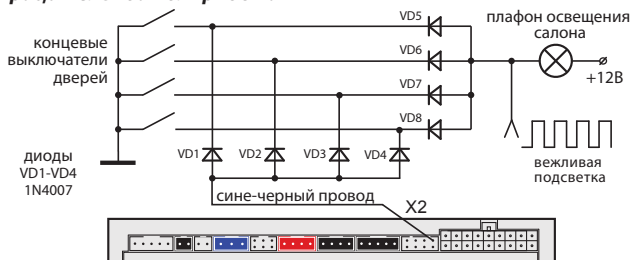 VD5
плафон освещения
салона
концевые
выключатели
дверей
VD6
+12В
VD7
VD8
диоды
VD1-VD4
1N4007
VD1
VD2
VD3
VD4
вежливая
подсветка
сине-черный провод
X2